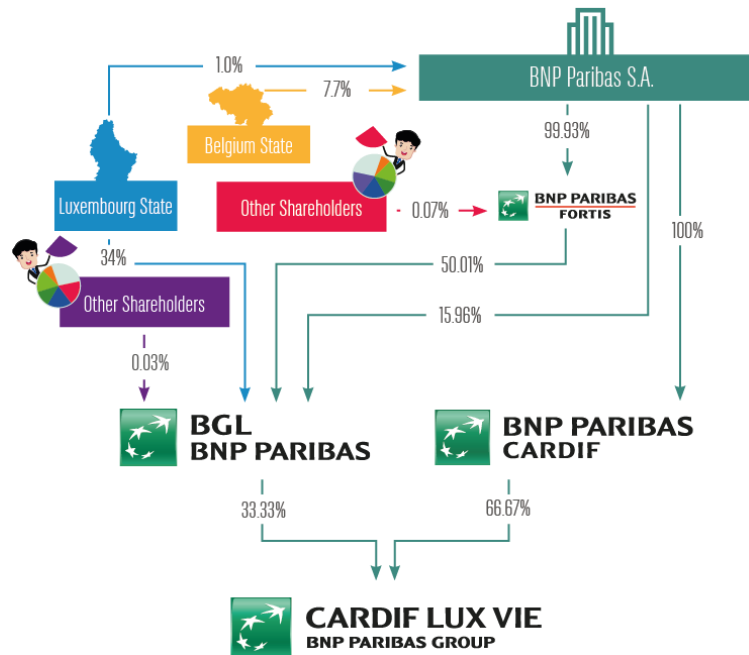 1.0%
BNP Paribas S.A.
7.7%
99.93%
Belgium State
Luxembourg State
Other Shareholders
0.07%
BNP PARIBAS
FORTIS
100%
34%
50.01%
Other Shareholders
15.96%
0.03%
BGL
BNP PARIBAS
BNP PARIBAS
CARDIF
33.33%
66.67%
CARDIF LUX VIE
BNP PARIBAS GROUP